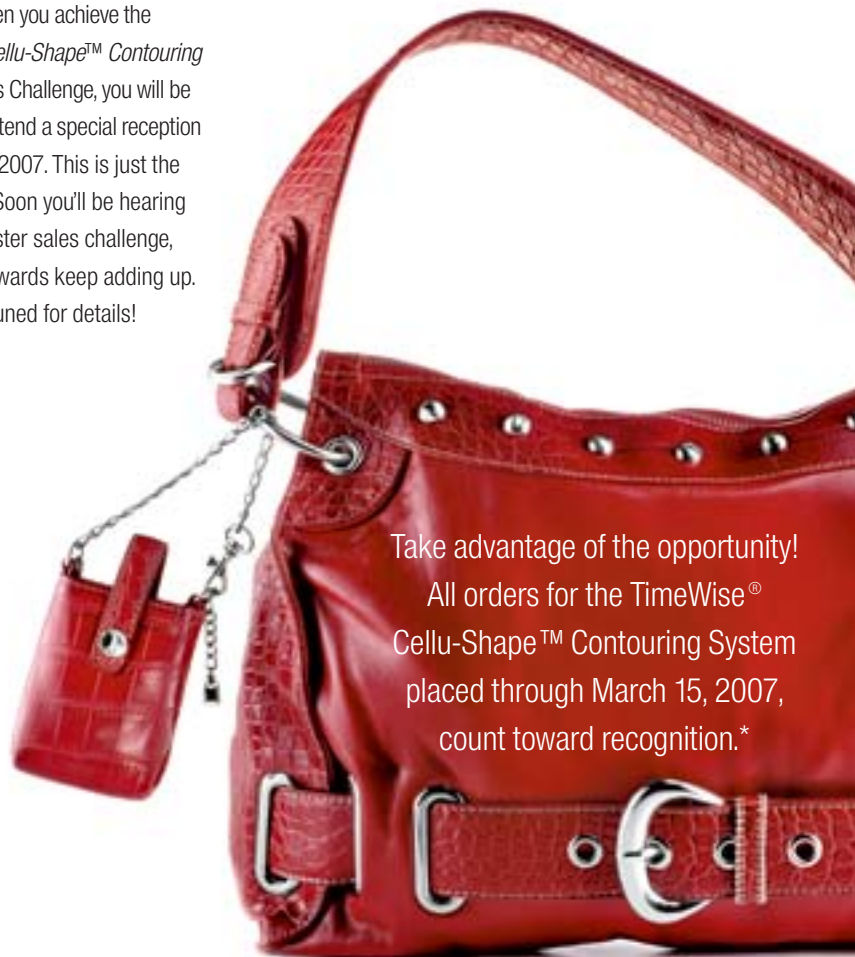 en you achieve the
ellu-Shape™ Contouring
s Challenge, you will be
tend a special reception
2007. This is just the
Soon you'll be hearing
ster sales challenge,
wards keep adding up.
uned for details!
Take advantage of the opportunity!
All orders for the TimeWise®
Cellu-Shape™ Contouring System
placed through March 15, 2007,
count toward recognition.*